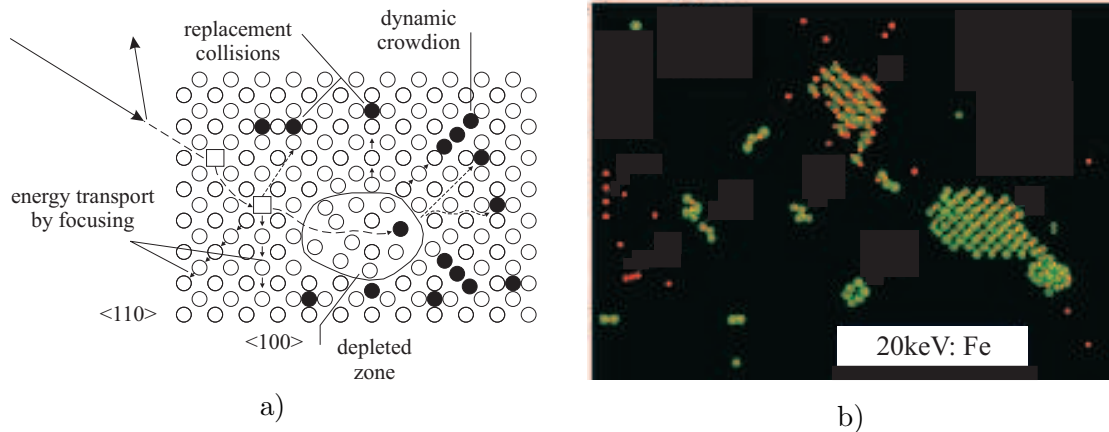 b)
replacement
collisions
dynamic
crowdion
energy transport
by focusing
<110>
<100>
depleted
zone
a)
20keV: Fe
b)